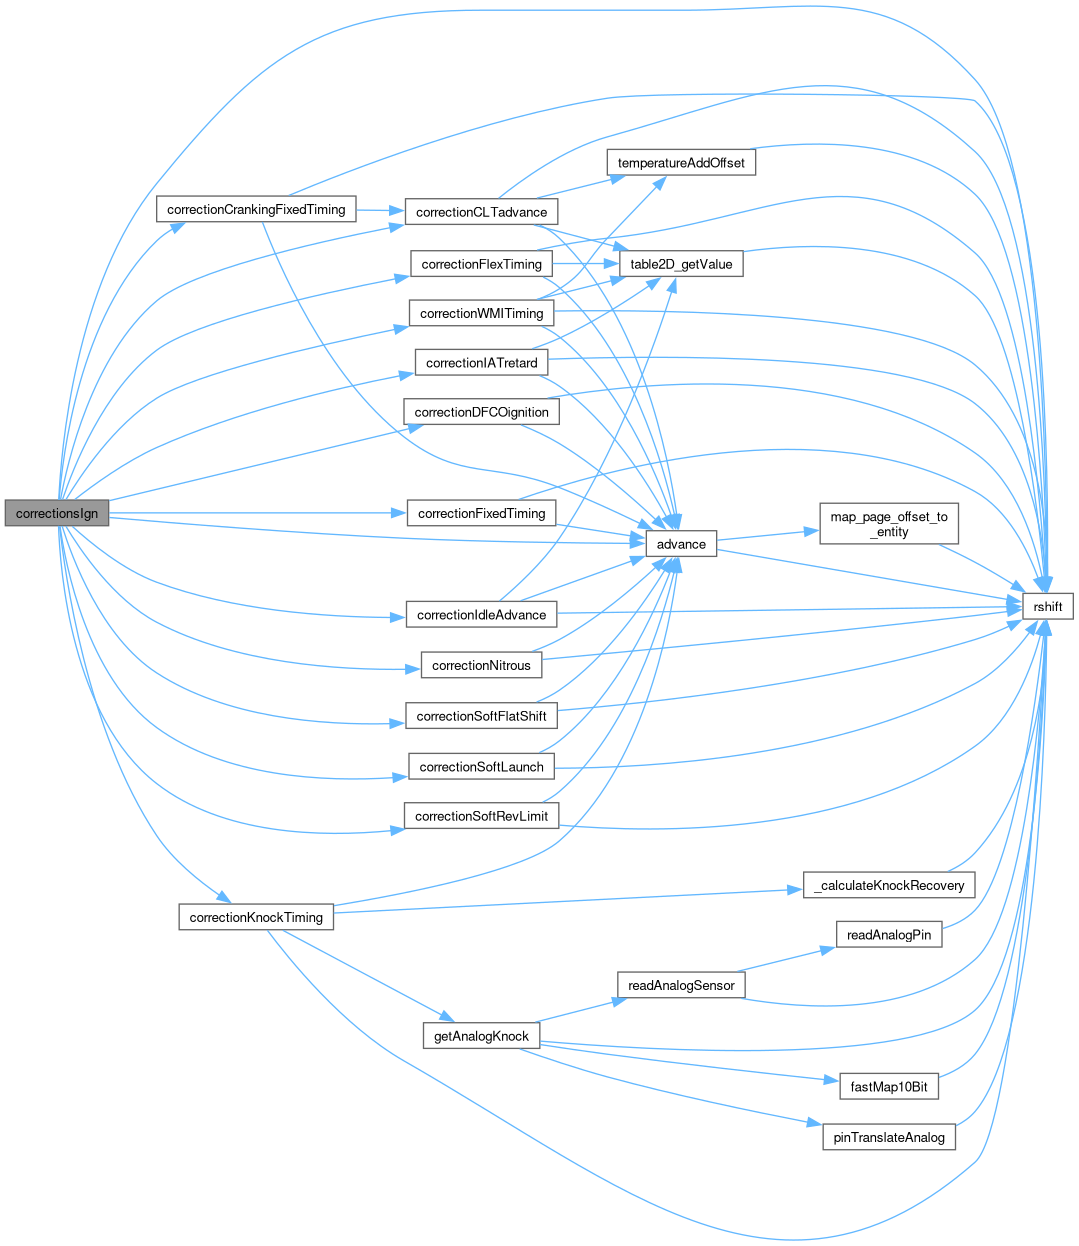 temperatureAddOffset
correctionCrankingFixedTiming
correctionCLTadvance
correctionFlexTiming
table2D_getValue
correctionWMITiming
correctionIATretard
correctionDFCOignition
correctionsIgn
correctionFixedTiming
map_page_offset_to
_entity
advance
rshift
correctionIdleAdvance
correctionNitrous
correctionSoftFlatShift
correctionSoftLaunch
correctionSoftRevLimit
_calculateKnockRecovery
correctionKnockTiming
readAnalogPin
readAnalogSensor
getAnalogKnock
fastMap10Bit
pinTranslateAnalog